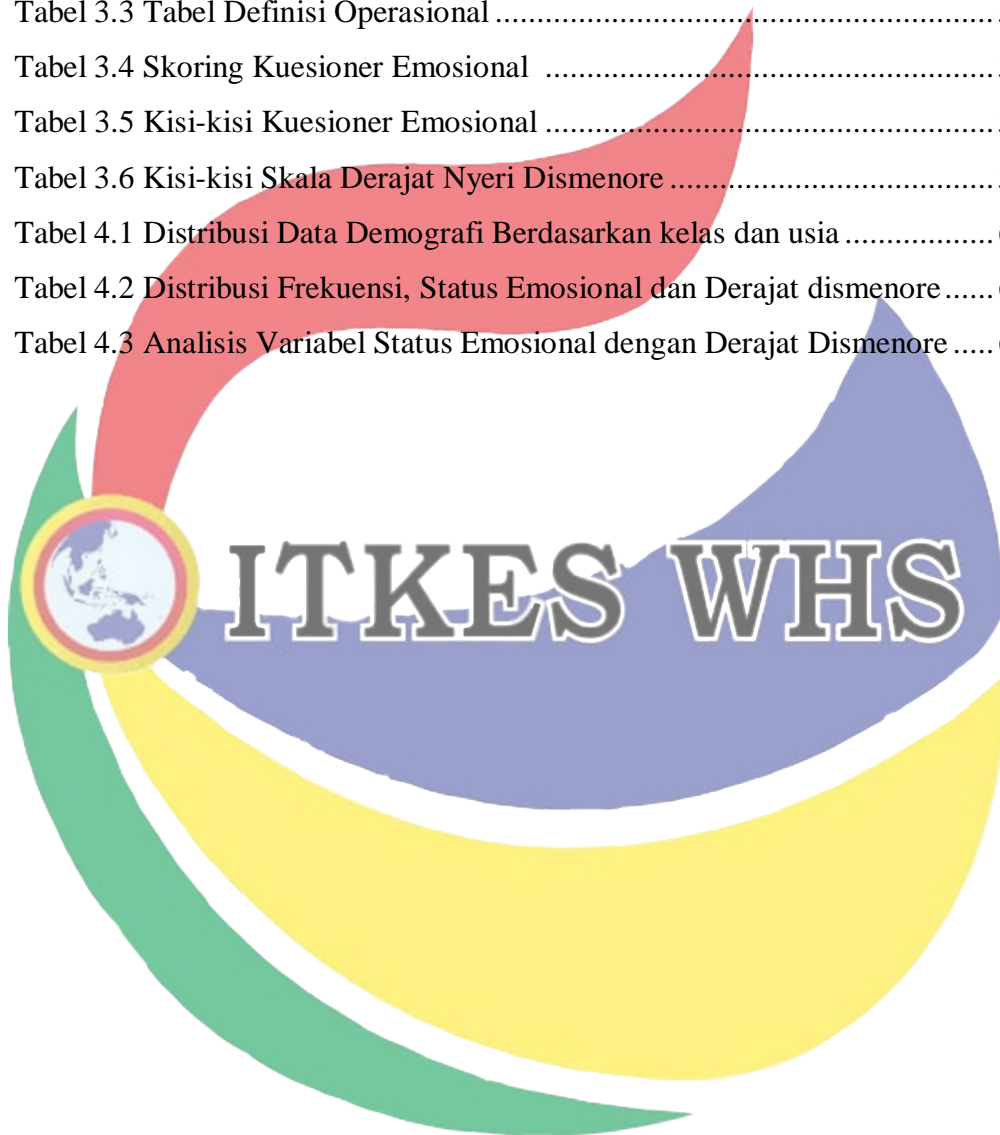 Tabel 3.3 Tabel Definisi Operasional ....................................................................
Tabel 3.4 Skoring Kuesioner Emosional ..............................................................
Tabel 3.5 Kisi-kisi Kuesioner Emosional ..............................................................
Tabel 3.6 Kisi-kisi Skala Derajat Nyeri Dismenore ............................................
Tabel 4.1 Distribusi Data Demografi Berdasarkan kelas dan usia ....................
Tabel 4.2 Distribusi Frekuensi, Status Emosional dan Derajat dismenore ......
Tabel 4.3 Analisis Variabel Status Emosional dengan Derajat Dismenore .....
ITKES WHS